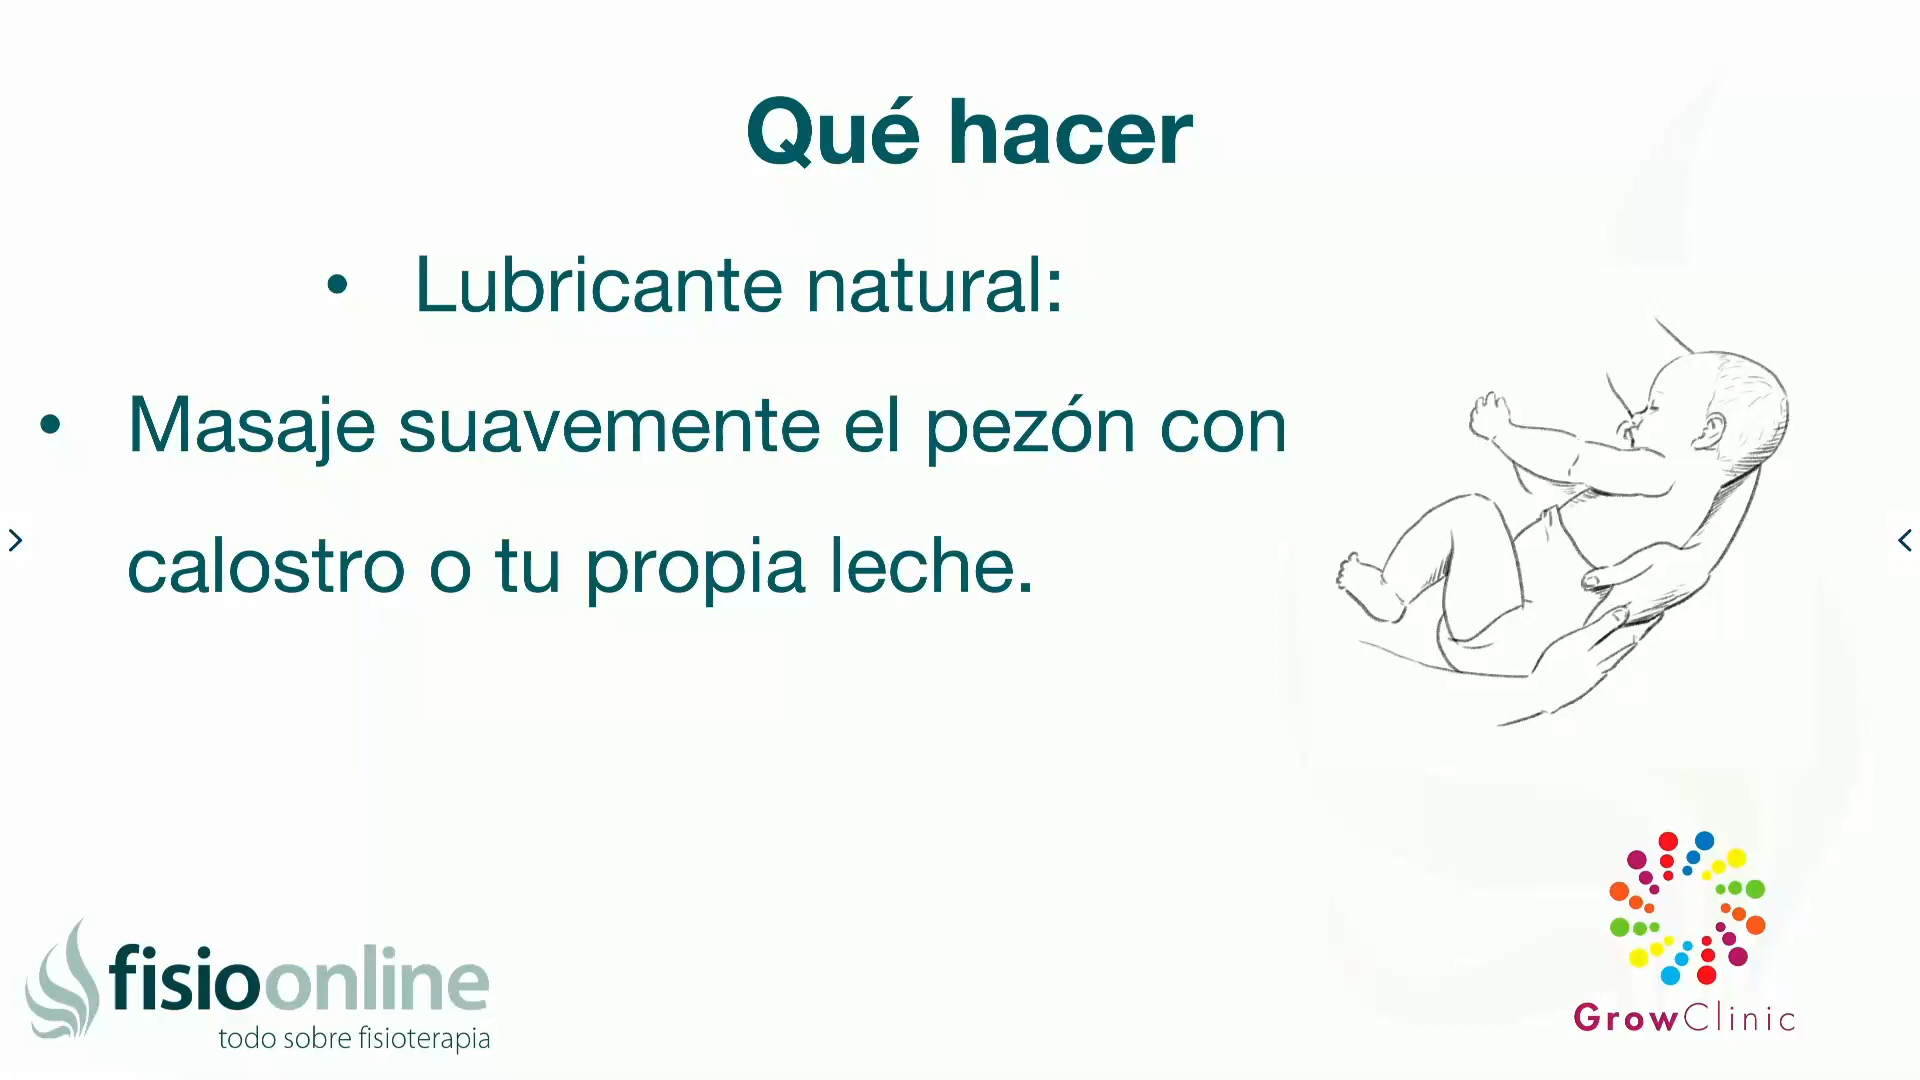 Qué hacer
• Lubricante natural:
• Masaje suavemente el pezón con
calostro o tu propia leche.
fisioonline
todo sobre fisioterapia
GrowClinic